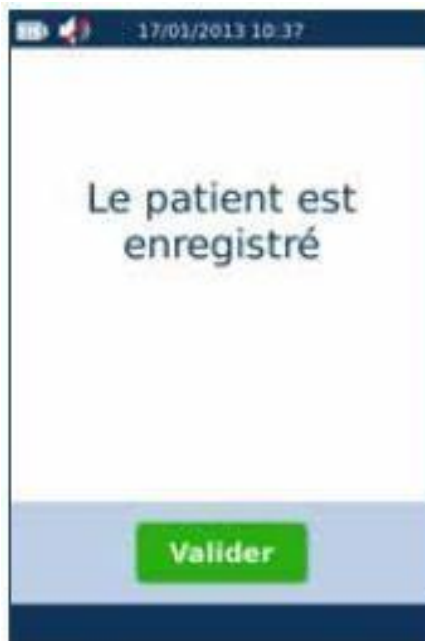 17/01/2013 10:37
Le patient est
enregistré
Valider